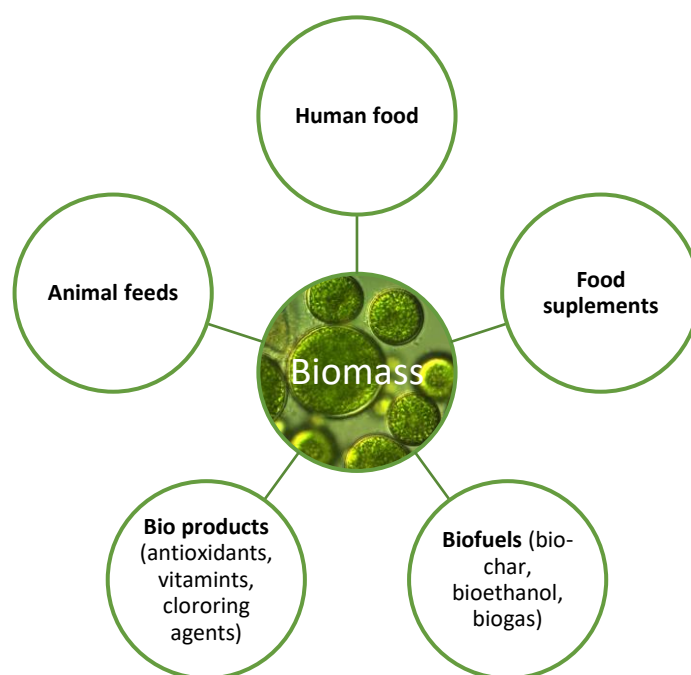 Human food
Animal feeds
Food
suplements
Biomass
Bio products
(antioxidants,
vitamints,
clororing
agents)
Biofuels (bio-
char,
bioethanol,
biogas)